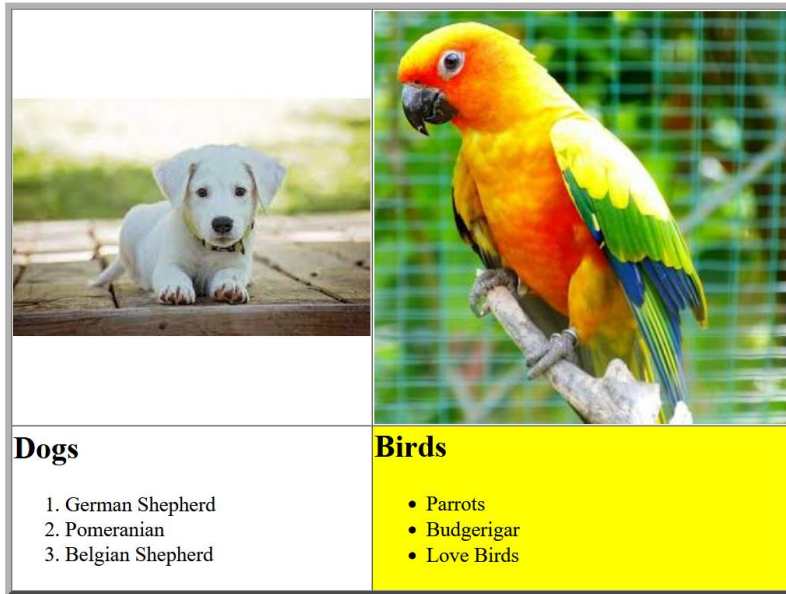 Dogs
1. German Shepherd
2. Pomeranian
3. Belgian Shepherd
Birds
• Parrots
• Budgerigar
• Love Birds